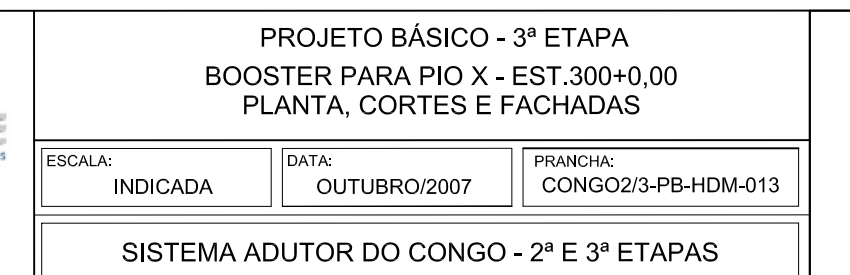 PROJETO BÁSICO - 3ª ETAPA
BOOSTER PARA PIO X - EST.300+0,00
PLANTA, CORTES E FACHADAS
ESCALA:
INDICADA
DATA:
OUTUBRO/2007
PRANCHA:
CONGO2/3-PB-HDM-013
SISTEMA ADUTOR DO CONGO - 2ª E 3ª ETAPAS